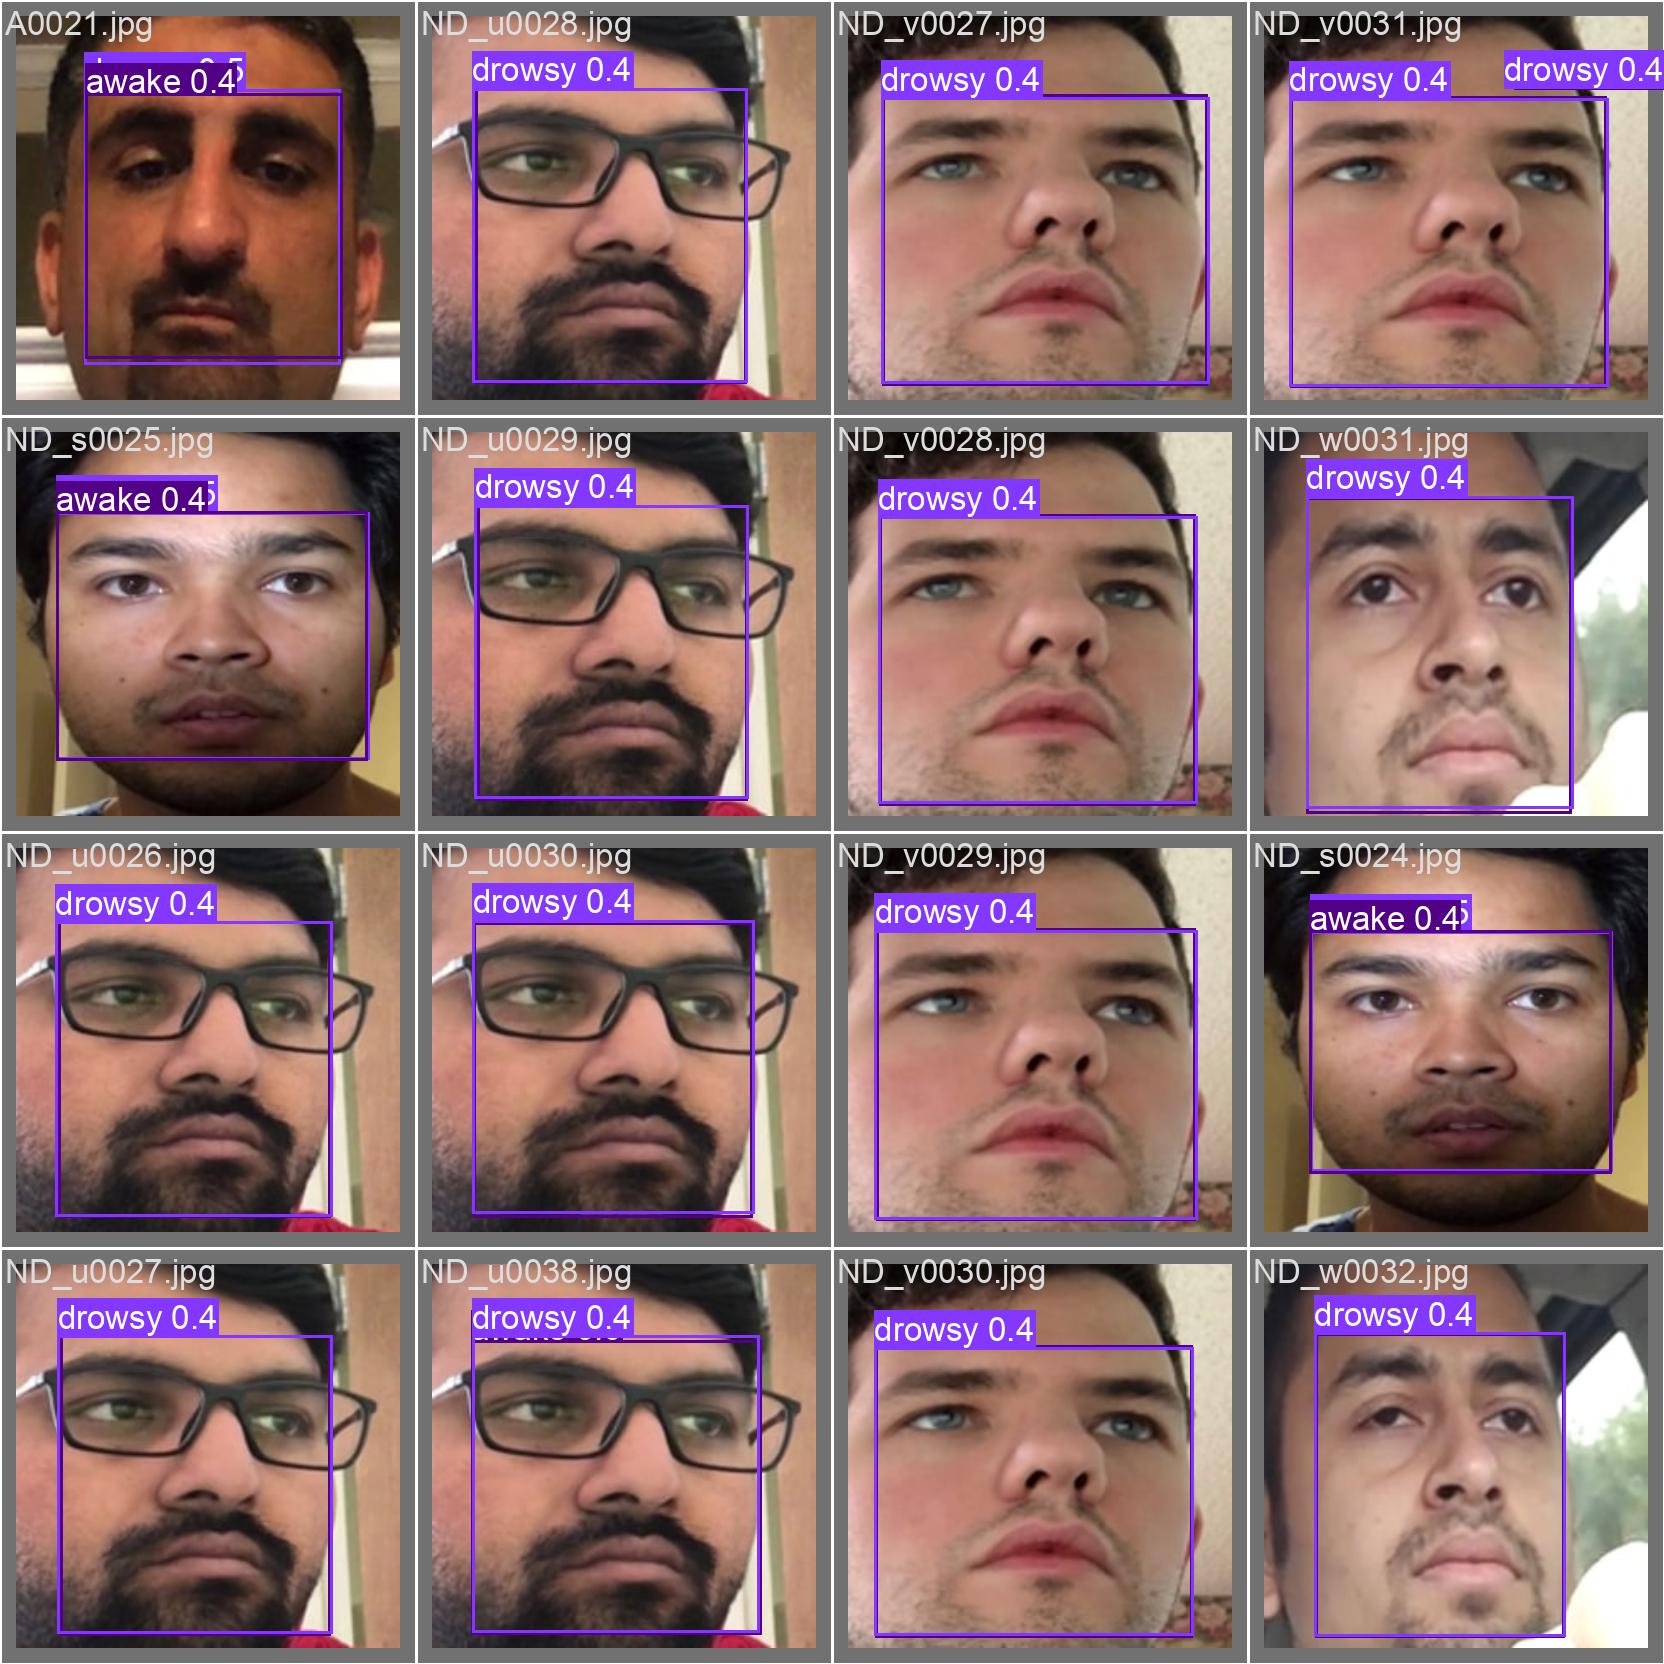 A0021.jpg
awake 0.4
ND_u0028.jpg
drowsy 0.4
ND_v0027.jpg
drowsy 0.4
ND_v0031.jpg
drowsy 0.4
drowsy 0.4
ND_s0025.jpg
awake 0.4
ND_u0029.jpg
drowsy 0.4
ND_v0028.jpg
drowsy 0.4
ND_w0031.jpg
drowsy 0.4
ND_u0026.jpg
drowsy 0.4
ND_u0030.jpg
drowsy 0.4
ND_v0029.jpg
drowsy 0.4
ND_s0024.jpg
awake 0.4
ND_u0027.jpg
drowsy 0.4
ND_u0038.jpg
drowsy 0.4
ND_v0030.jpg
drowsy 0.4
ND_w0032.jpg
drowsy 0.4